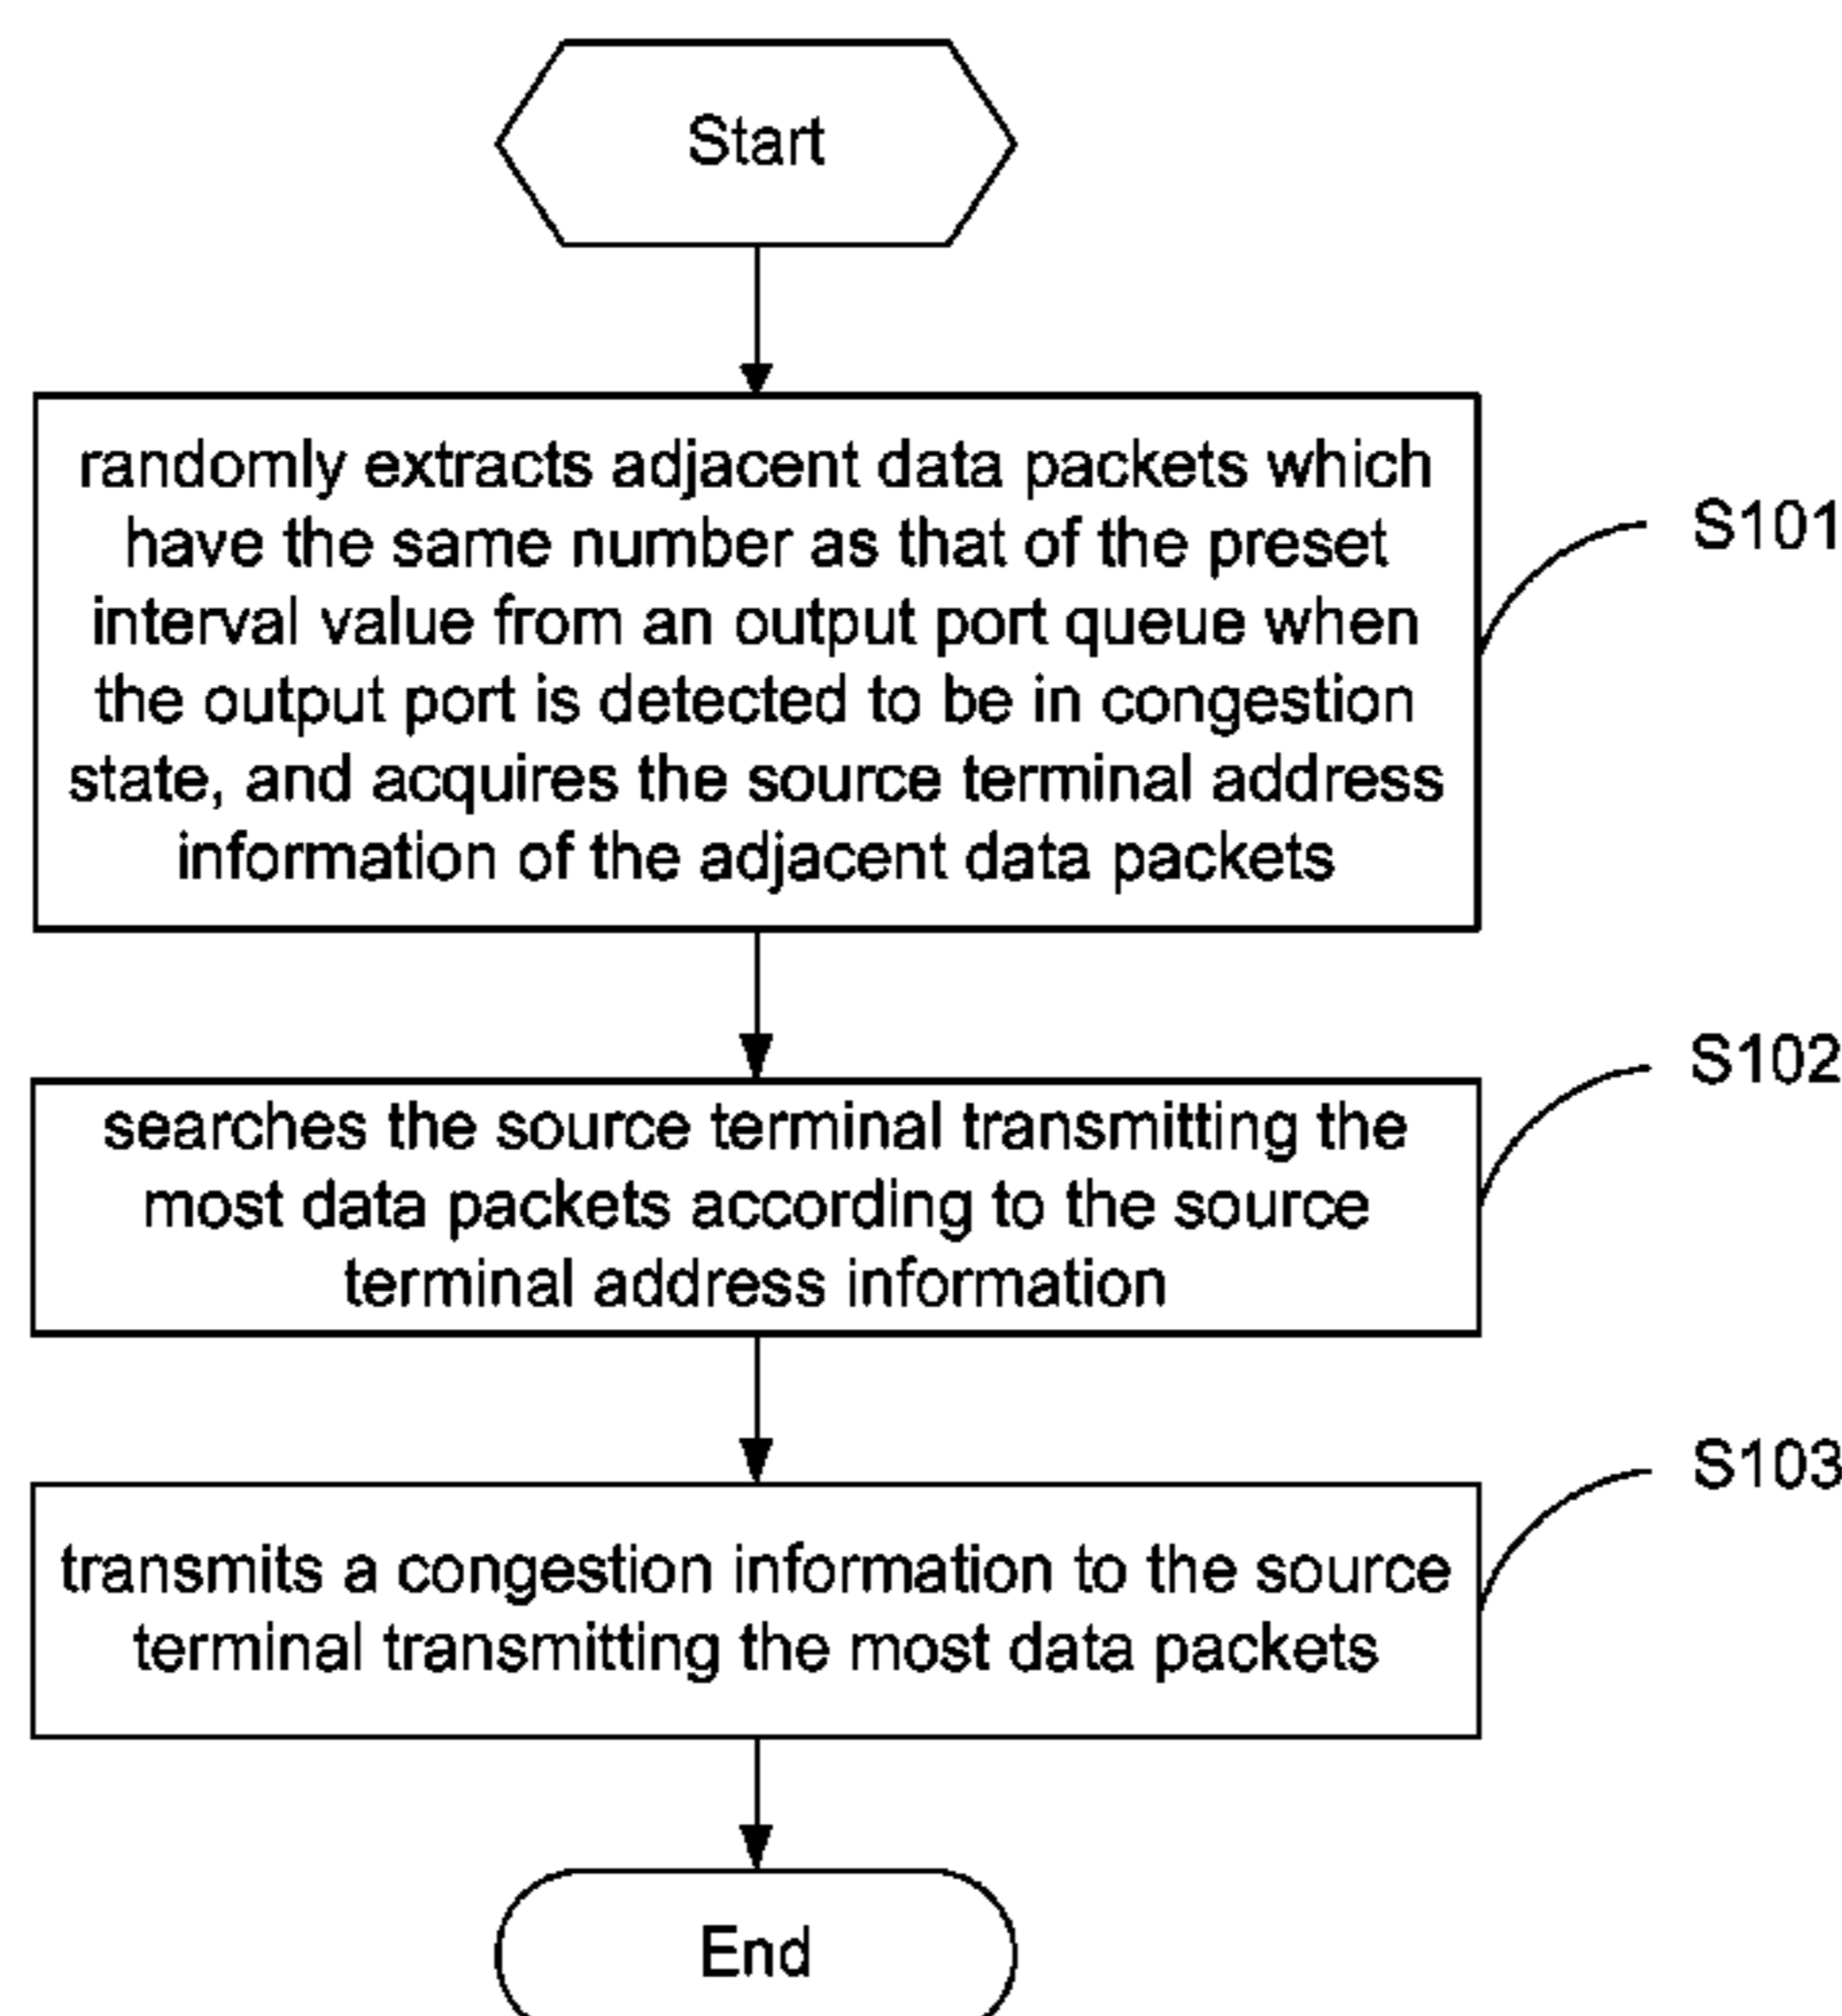 Start
randomly extracts adjacent data packets which
have the same number as that of the preset
interval value from an output port queue when
the output port is detected to be in congestion
state, and acquires the source terminal address
information of the adjacent data packets
S101
searches the source terminal transmitting the
most data packets according to the source
terminal address information
S102
transmits a congestion information to the source
terminal transmitting the most data packets
S103
End